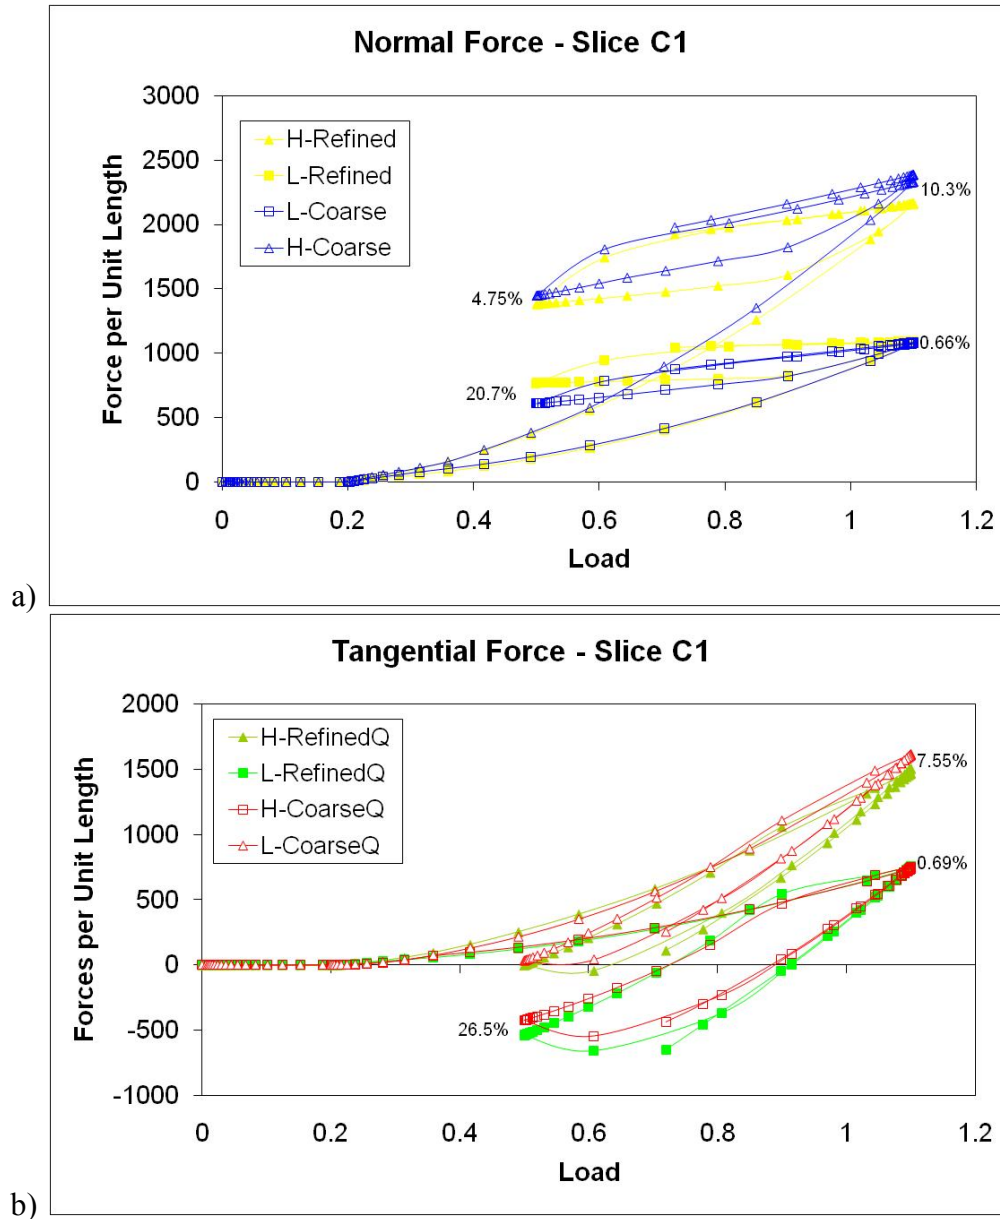 Normal Force - Slice C1
3000
2500
2000
1500
1000
500
0
Force per Unit Length
H-Refined
L-Refined
L-Coarse
H-Coarse
10.3%
4.75%
0.66%
20.7%
0 0.2 0.4 0.6 0.8 1 1.2
Load
a)
Tangential Force - Slice C1
2000
1500
1000
500
0
-500
-1000
Forces per Unit Length
H-RefinedQ
L-RefinedQ
H-CoarseQ
L-CoarseQ
7.55%
0.69%
26.5%
0 0.2 0.4 0.6 0.8 1 1.2
Load
b)